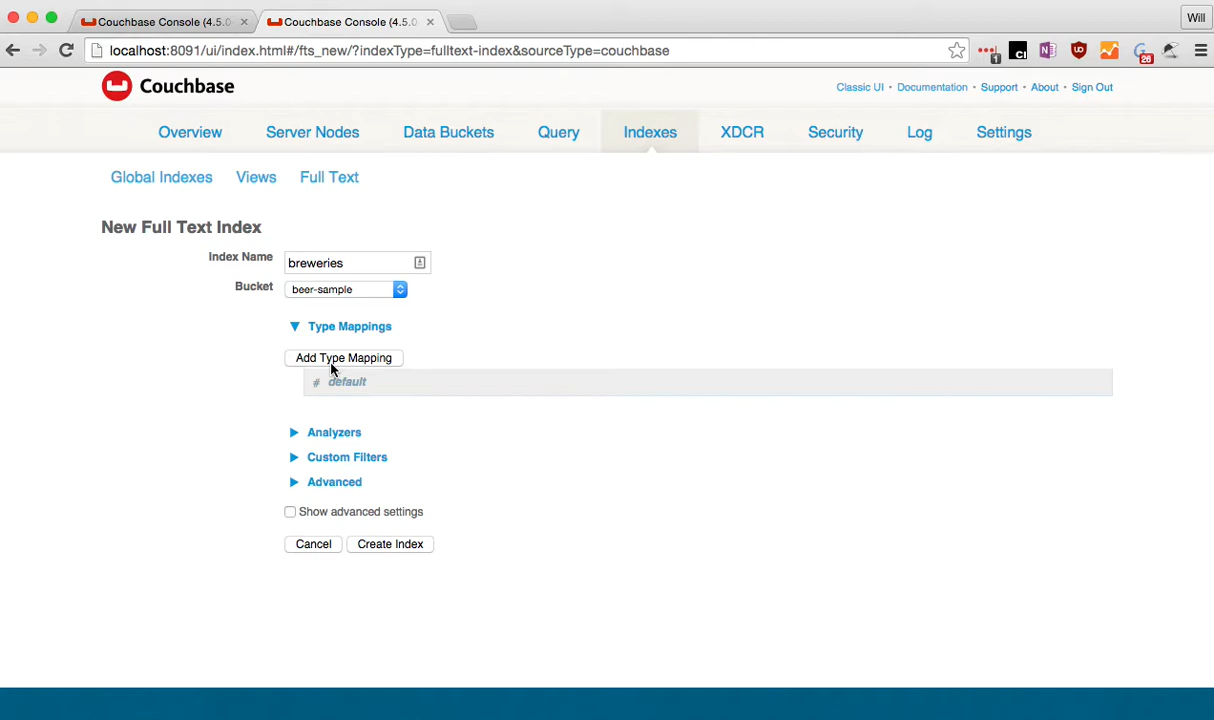 Couchbase Console (4.5.0
Couchbase Console (4.5.0
Will
localhost:8091/ui/index.html#/fts_new/?indexType=fulltext-index&sourceType=couchbase
1
26
Couchbase
Classic UI • Documentation • Support • About • Sign Out
Overview Server Nodes Data Buckets Query Indexes XDCR Security Log Settings
Global Indexes Views Full Text
New Full Text Index
Index Name breweries
Bucket beer-sample
Type Mappings
Add Type Mapping
# default
Analyzers
Custom Filters
Advanced
Show advanced settings
Cancel Create Index